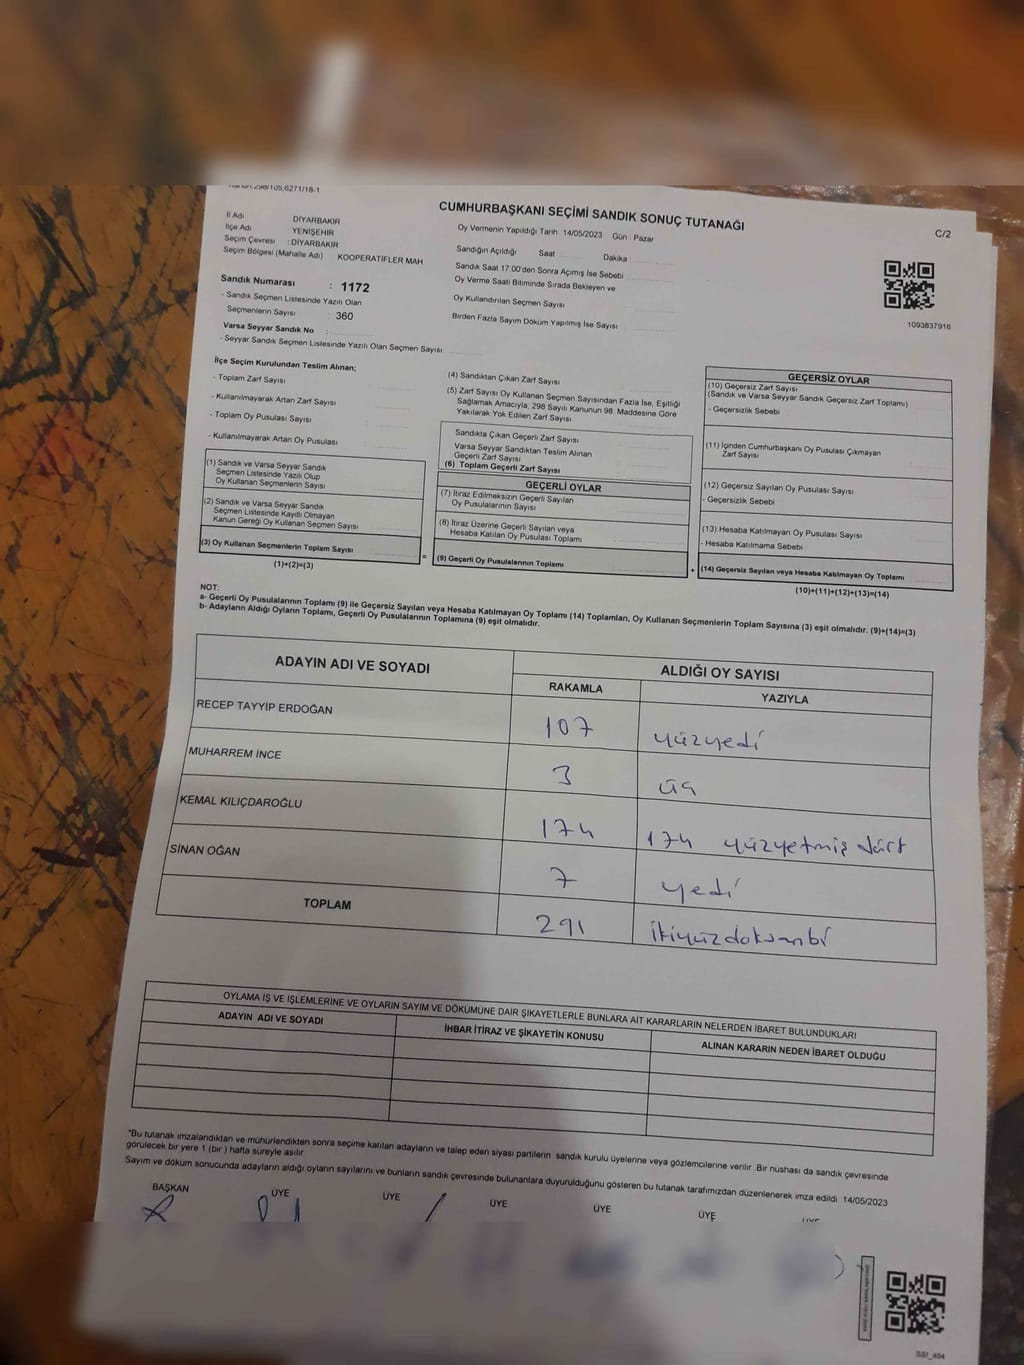 Kanun,298/105,6271/18-1
CUMHURBAŞKANI SEÇİMİ SANDIK SONUÇ TUTANAĞI
C/2
İl Adı : DİYARBAKIR
İlçe Adı YENİŞEHİR
Seçim Çevresi : DİYARBAKIR
Seçim Bölgesi (Mahalle Adı) KOOPERATİFLER MAH
Oy Vermenin Yapıldığı Tarih 14/05/2023 Gün : Pazar
Sandığın Açıldığı Saat Dakika
Sandık Saat 17.00'den Sonra Açımış İse Sebebi
Oy Verme Saati Bitiminde Sırada Bekleyen ve
Oy Kullandırılan Seçmen Sayısı
Birden Fazla Sayım Döküm Yapılmış İse Sayısı
1093837916
Sandık Numarası : 1172
- Sandık Seçmen Listesinde Yazılı Olan
Seçmenlerin Sayısı : 360
Varsa Seyyar Sandık No :
- Seyyar Sandık Seçmen Listesinde Yazılı Olan Seçmen Sayısı
İlçe Seçim Kurulundan Teslim Alınan;
- Toplam Zarf Sayısı
- Kullanılmayarak Artan Zarf Sayısı
- Toplam Oy Pusulası Sayısı
- Kullanılmayarak Artan Oy Pusulası
(1) Sandık ve Varsa Seyyar Sandık
Seçmen Listesinde Yazılı Olup
Oy Kullanan Seçmenlerin Sayısı
(2) Sandık ve Varsa Seyyar Sandık
Seçmen Listesinde Kayıtlı Olmayan
Kanun Gereği Oy Kullanan Seçmen Sayısı
(3) Oy Kullanan Seçmenlerin Toplam Sayısı
(1)+(2)=(3)
(4) Sandıktan Çıkan Zarf Sayısı
(5) Zarf Sayısı Oy Kullanan Seçmen Sayısından Fazla İse, Eşitliği
Sağlamak Amacıyla, 298 Sayılı Kanunun 98. Maddesine Göre
Yakılarak Yok Edilen Zarf Sayısı
Sandıkta Çıkan Geçerli Zarf Sayısı
Varsa Seyyar Sandıktan Teslim Alınan
Geçerli Zarf Sayısı
(6) Toplam Geçerli Zarf Sayısı
GEÇERLİ OYLAR
(7) İtiraz Edilmeksizin Geçerli Sayılan
Oy Pusulalarının Sayısı
(8) İtiraz Üzerine Geçerli Sayılan veya
Hesaba Katılan Oy Pusulası Toplamı
= (9) Geçerli Oy Pusulalarının Toplamı
GEÇERSİZ OYLAR
(10) Geçersiz Zarf Sayısı
(Sandık ve Varsa Seyyar Sandık Geçersiz Zarf Toplamı)
- Geçersizlik Sebebi
(11) İçinden Cumhurbaşkanı Oy Pusulası Çıkmayan
Zarf Sayısı
(12) Geçersiz Sayılan Oy Pusulası Sayısı
- Geçersizlik Sebebi
(13) Hesaba Katılmayan Oy Pusulası Sayısı
- Hesaba Katılmama Sebebi
+ (14) Geçersiz Sayılan veya Hesaba Katılmayan Oy Toplamı
(10)+(11)+(12)+(13)=(14)
NOT:
a- Geçerli Oy Pusulalarının Toplamı (9) ile Geçersiz Sayılan veya Hesaba Katılmayan Oy Toplamı (14) Toplamları, Oy Kullanan Seçmenlerin Toplam Sayısına (3) eşit olmalıdır. (9)+(14)=(3)
b- Adayların Aldığı Oyların Toplamı, Geçerli Oy Pusulalarının Toplamına (9) eşit olmalıdır.
ADAYIN ADI VE SOYADI ALDIĞI OY SAYISI
RAKAMLA YAZIYLA
RECEP TAYYİP ERDOĞAN 107 yüzyedi
MUHARREM İNCE 3 üç
KEMAL KILIÇDAROĞLU 174 174 yüzyetmiş dört
SİNAN OĞAN 7 yedi
TOPLAM 291 ikiyüzdoksanbi
OYLAMA İŞ VE İŞLEMLERİNE VE OYLARIN SAYIM VE DÖKÜMÜNE DAİR ŞİKAYETLERLE BUNLARA AİT KARARLARIN NELERDEN İBARET BULUNDUKLARI
ADAYIN ADI VE SOYADI İHBAR İTİRAZ VE ŞİKAYETİN KONUSU ALINAN KARARIN NEDEN İBARET OLDUĞU
"Bu tutanak imzalandıktan ve mühürlendikten sonra seçime katılan adayların ve talep eden siyasi partilerin sandık kurulu üyelerine veya gözlemcilerine verilir. Bir nüshası da sandık çevresinde
görülecek bir yere 1 (bir ) hafta süreyle asılır
Sayım ve döküm sonucunda adayların aldığı oyların sayılarını ve bunların sandık çevresinde bulunanlara duyurulduğunu gösteren bu tutanak tarafımızdan düzenlenerek imza edildi 14/05/2023
BAŞKAN ÜYE ÜYE ÜYE ÜYE ÜYE